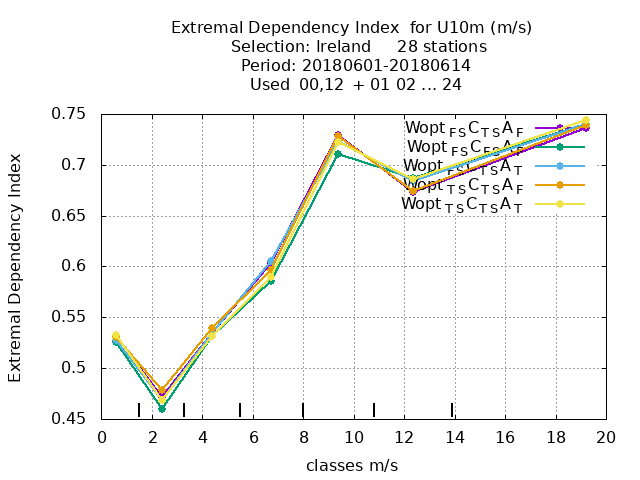 Extremal Dependency Index for U10m (m/s)
Selection: Ireland 28 stations
Period: 20180601-20180614
Used 00,12 + 01 02 ... 24
0.75
0.7
0.65
0.6
0.55
0.5
0.45
Extremal Dependency Index
Wopt FS C TS A F
Wopt FS C FS A T
Wopt FS C TS A T
Wopt TS C TS A F
Wopt TS C TS A T
0 2 4 6 8 10 12 14 16 18 20
classes m/s